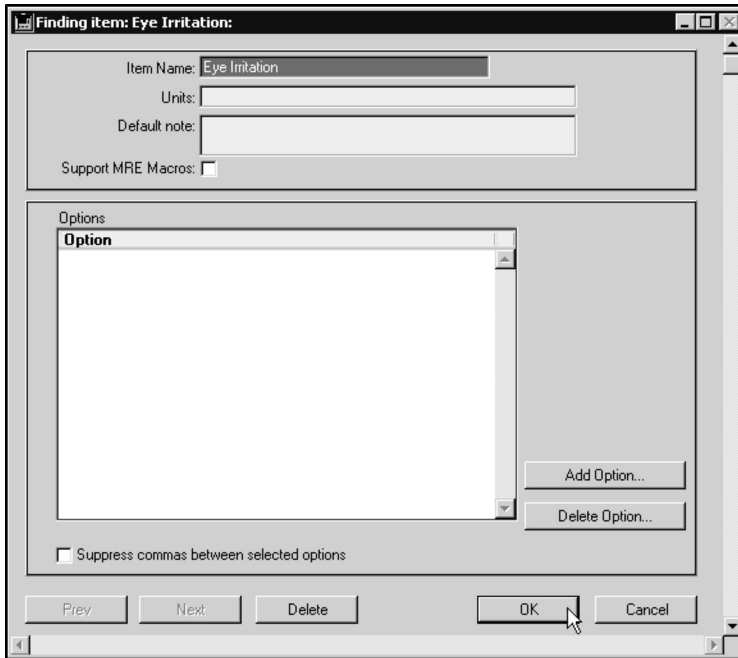 Finding item: Eye Irritation:
Item Name: Eye Irritation
Units:
Default note:
Support MRE Macros:
Options
Option
Add Option...
Delete Option...
Suppress commas between selected options
Prev Next Delete OK Cancel